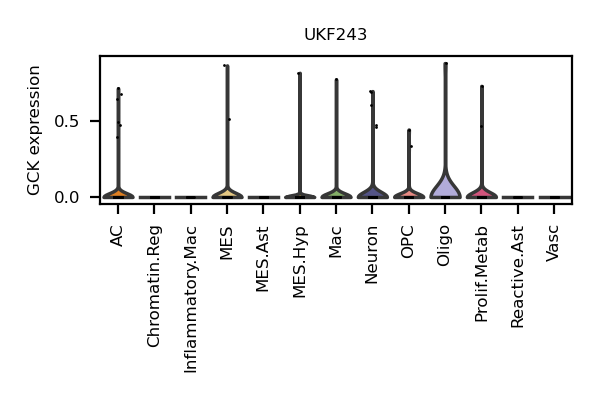 UKF243
GCK expression
0.5
0.0
AC
Chromatin.Reg
Inflammatory.Mac
MES
MES.Ast
MES.Hyp
Mac
Neuron
OPC
Oligo
Prolif.Metab
Reactive.Ast
Vasc